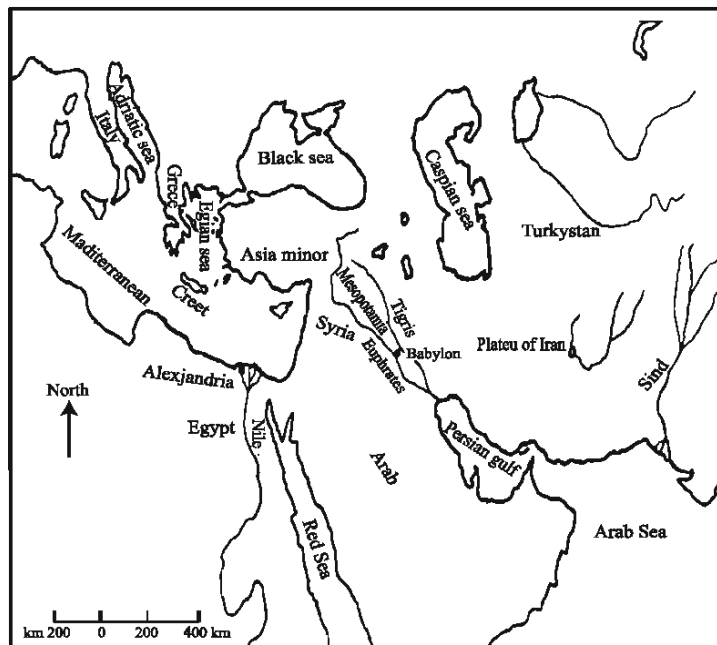 Adriatic sea
Italy
Black sea
Caspian sea
Grece
Egian sea
Turkystan
Asia minor
Maditerranean
Creet
Mesopotamia
Tigris
Syria
Babylon
Euphrates
Plateu of Iran
Sind
Alexjandria
North
Egypt
Nile
Arab
Persian gulf
Red Sea
Arab Sea
km 200 0 200 400 km